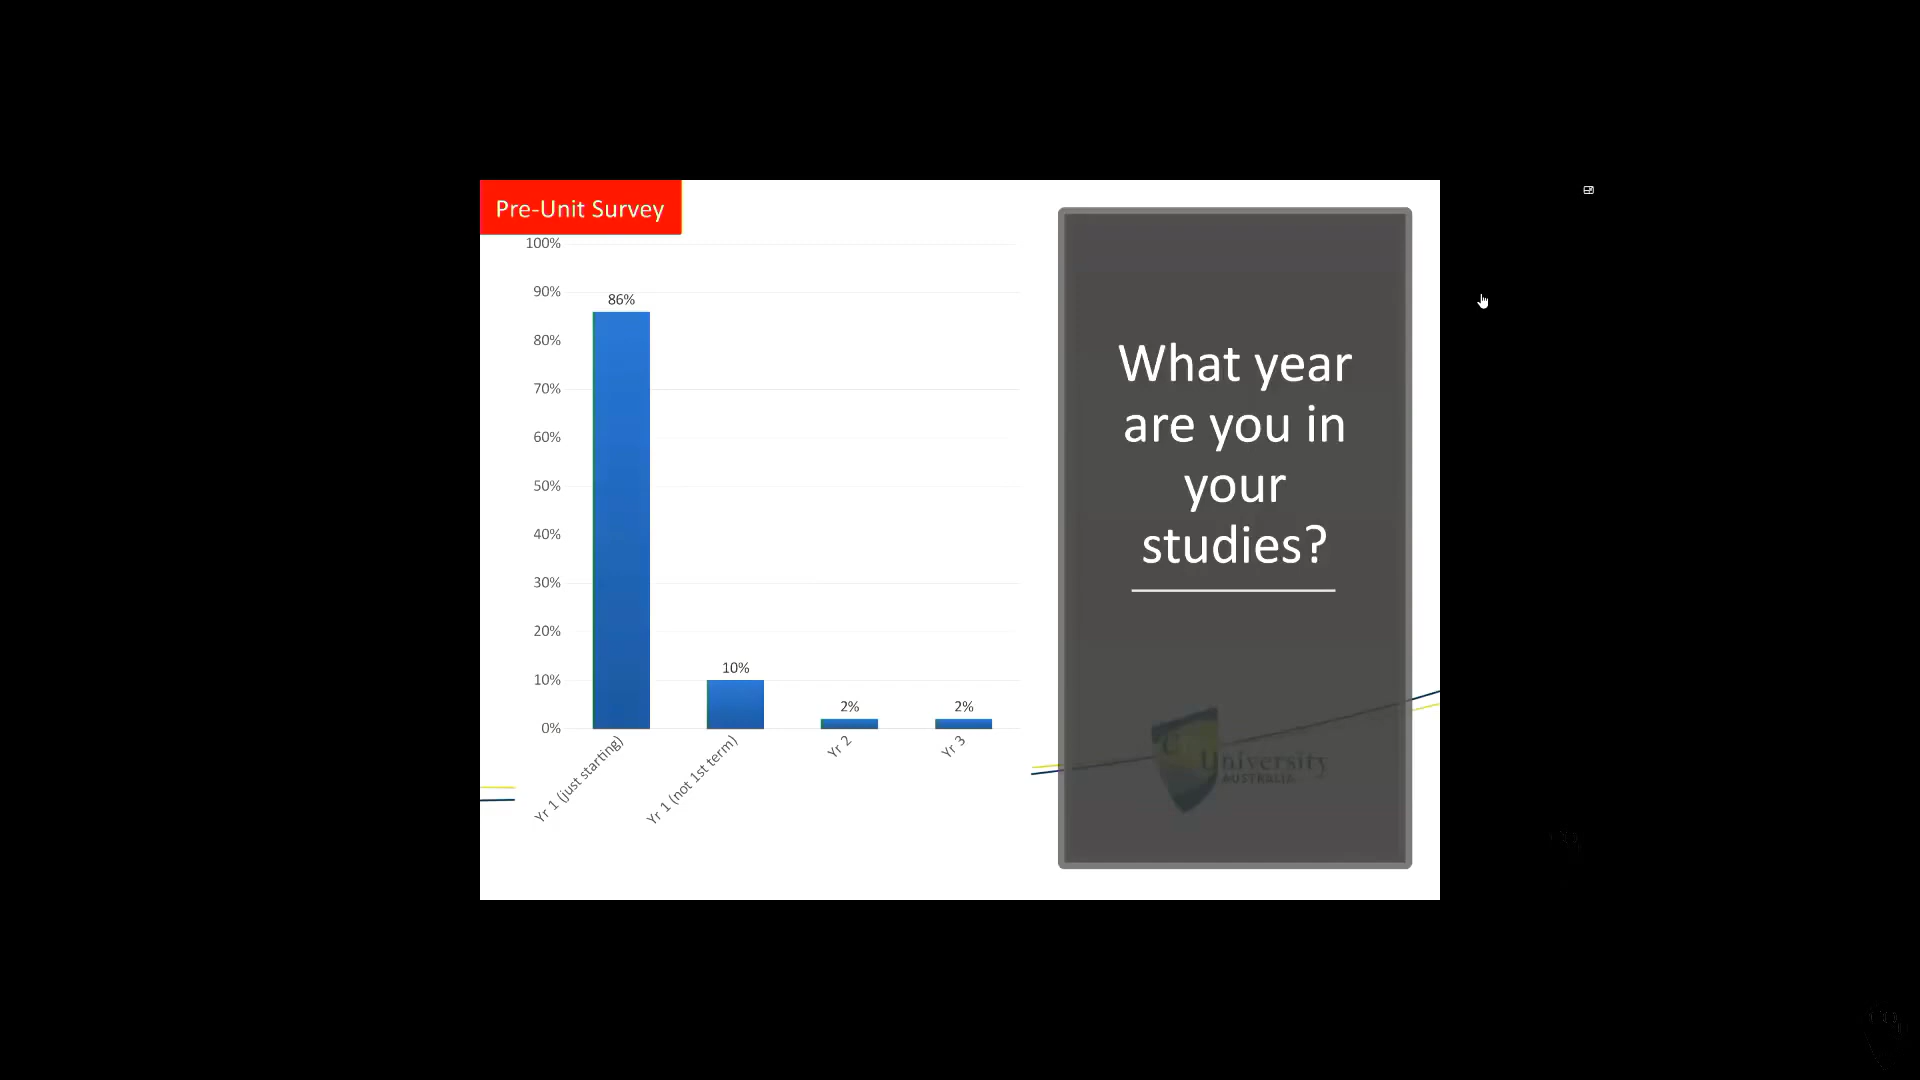 Pre-Unit Survey
100%
90%
80%
70%
60%
50%
40%
30%
20%
10%
0%
86%
10%
2%
2%
Yr 1 (just starting)
Yr 1 (not 1st term)
Yr 2
Yr 3
What year
are you in
your
studies?
University
AUSTRALIA